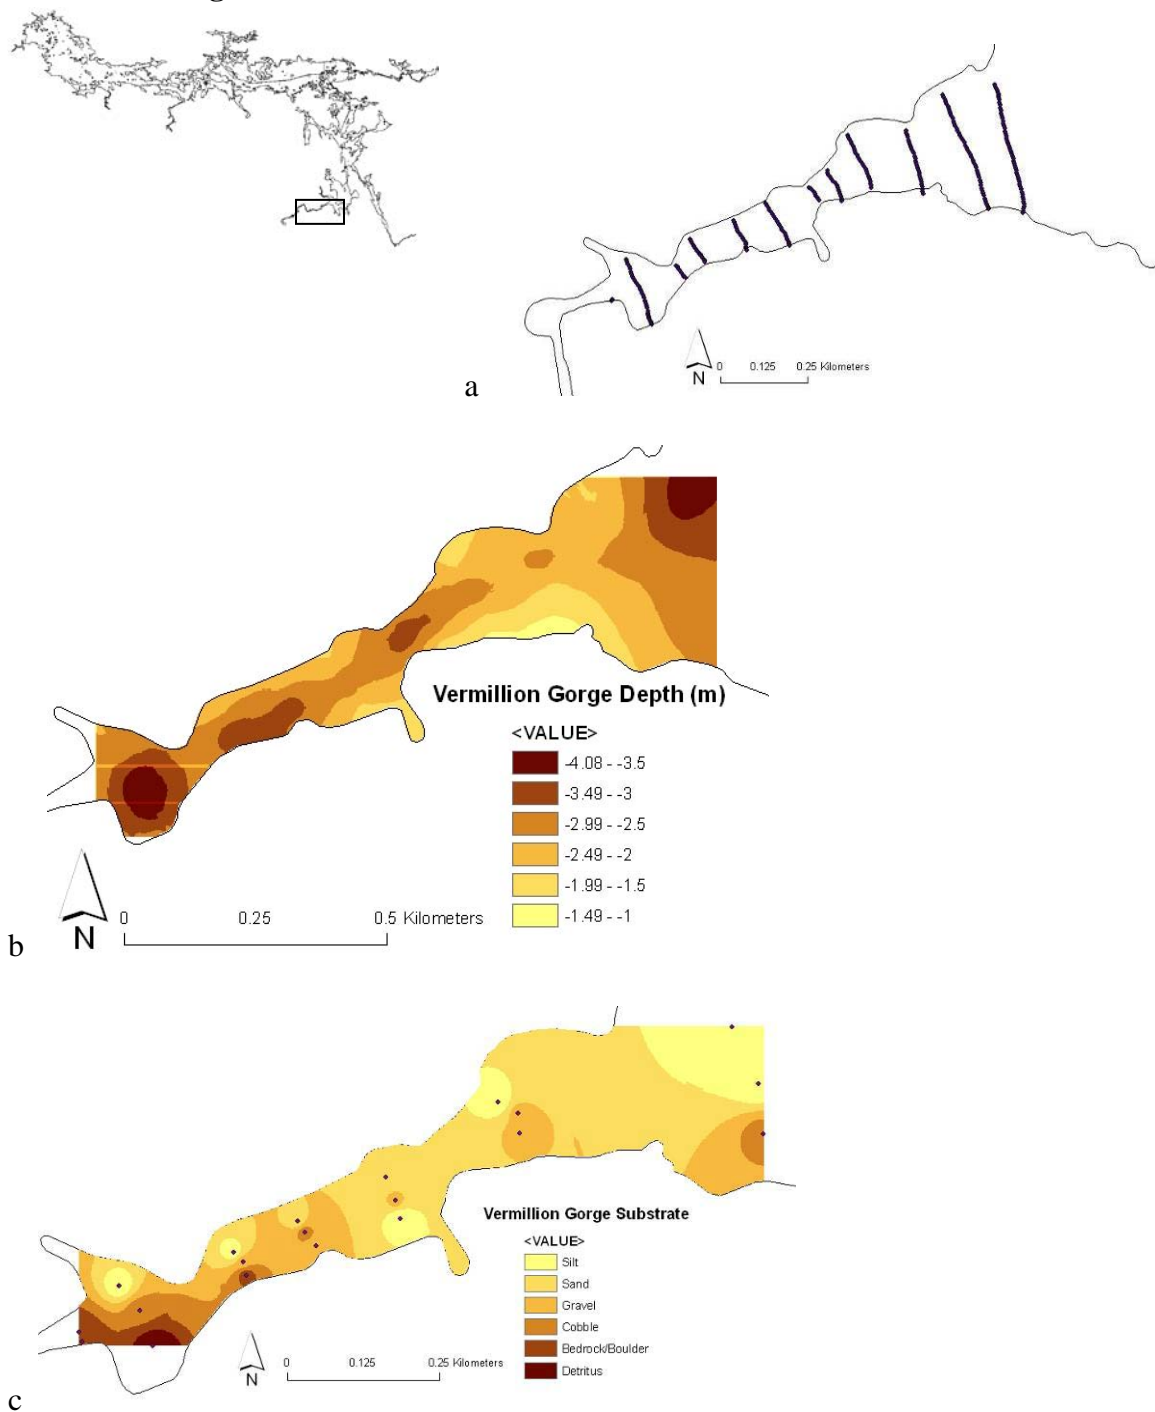 N
0 0.125 0.25 Kilometers
a
Vermillion Gorge Depth (m)
<VALUE>
-4.08 - -3.5
-3.49 - -3
-2.99 - -2.5
-2.49 - -2
-1.99 - -1.5
-1.49 - -1
N
0 0.25 0.5 Kilometers
b
Vermillion Gorge Substrate
<VALUE>
Silt
Sand
Gravel
Cobble
Bedrock/Boulder
Detritus
N
0 0.125 0.25 Kilometers
c